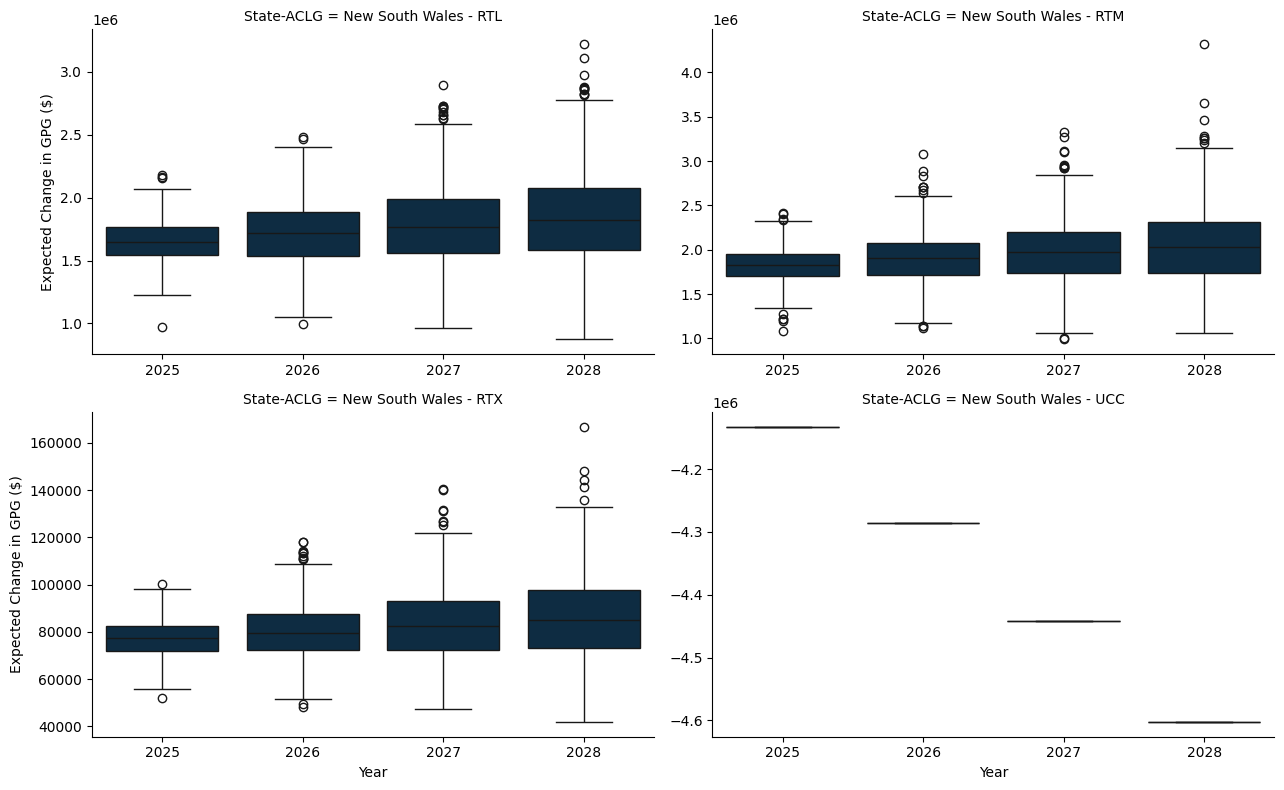 State-ACLG = New South Wales - RTL
1e6
3.0
2.5
2.0
1.5
1.0
Expected Change in GPG ($)
2025 2026 2027 2028
State-ACLG = New South Wales - RTM
1e6
4.0
3.5
3.0
2.5
2.0
1.5
1.0
2025 2026 2027 2028
State-ACLG = New South Wales - RTX
160000
140000
120000
100000
80000
60000
40000
Expected Change in GPG ($)
2025 2026 2027 2028
Year
State-ACLG = New South Wales - UCC
1e6
−4.2
−4.3
−4.4
−4.5
−4.6
2025 2026 2027 2028
Year